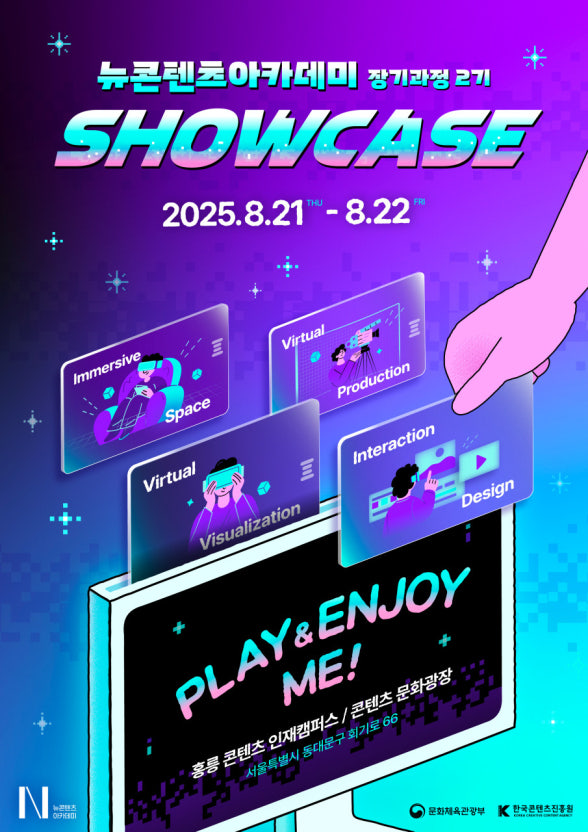 뉴콘텐츠아카데미 장기과정 2기
SHOWCASE
2025.8.21 THU - 8.22 FRI
Immersive
Space
Virtual
Production
Virtual
Visualization
Interaction
Design
PLAY & ENJOY
ME!
홍릉 콘텐츠 인재캠퍼스 / 콘텐츠 문화광장
서울특별시 동대문구 회기로 66
N 뉴콘텐츠
아카데미
문화체육관광부
한국콘텐츠진흥원
KOREA CREATIVE CONTENT AGENCY